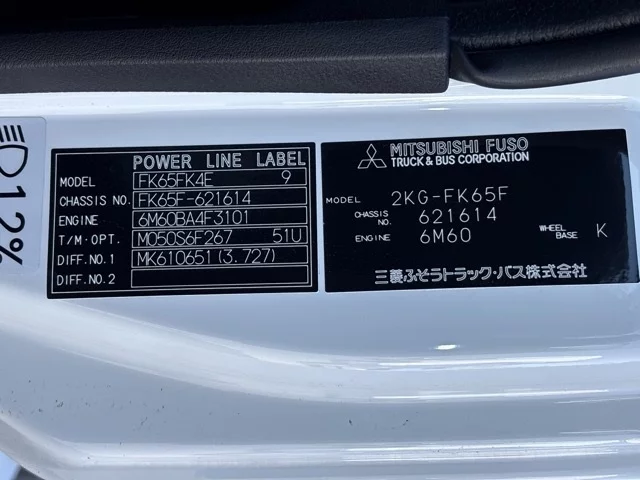 1.2%
POWER LINE LABEL
MODEL FK65FK4E 9
CHASSIS NO. FK65F-621614
ENGINE 6M60BA4F3101
T/M·OPT. M050S6F267 51U
DIFF. NO.1 MK610651 (3.727)
DIFF. NO.2
MITSUBISHI FUSO
TRUCK & BUS CORPORATION
MODEL 2KG-FK65F
CHASSIS NO. 621614
ENGINE 6M60 WHEEL BASE K
三菱ふそうトラック・バス株式会社